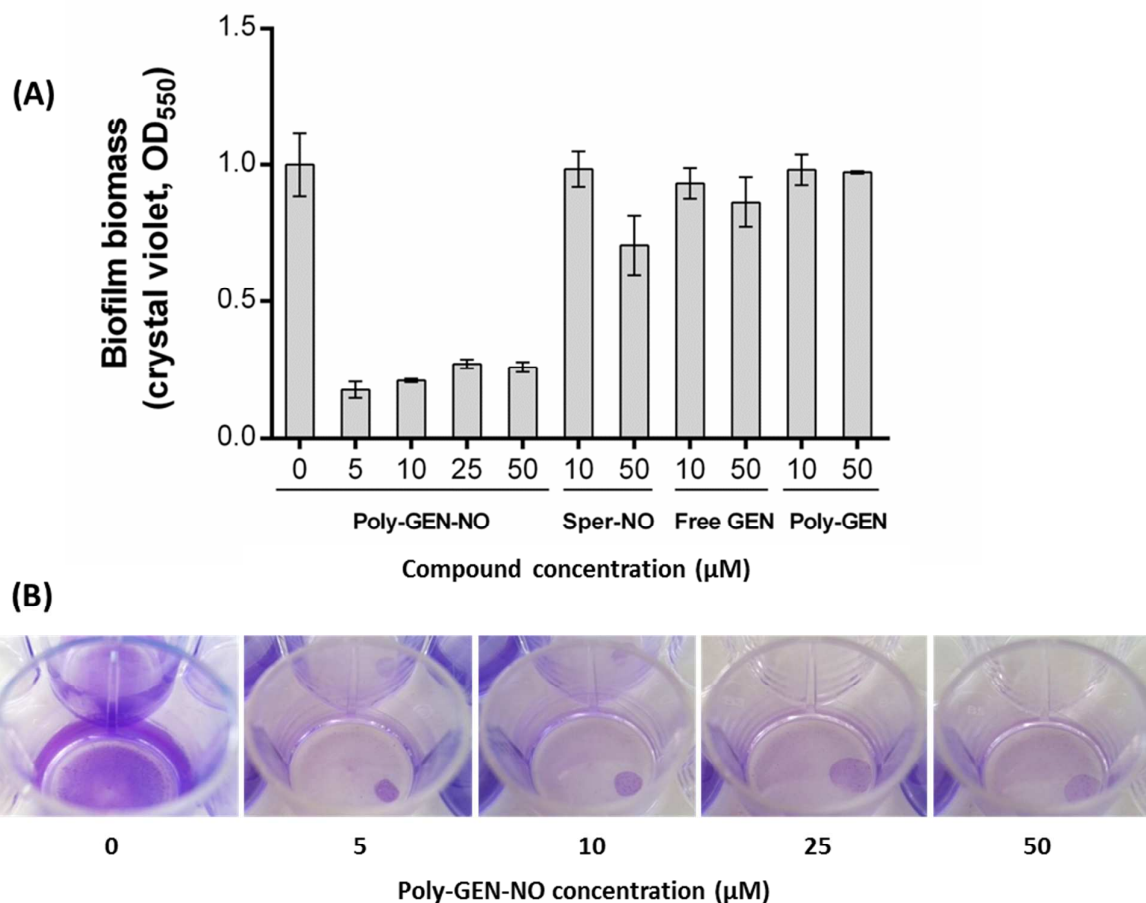 (A)
Biofilm biomass
(crystal violet, OD550)
1.5
1.0
0.5
0.0
0 5 10 25 50 10 50 10 50 10 50
Poly-GEN-NO Sper-NO Free GEN Poly-GEN
Compound concentration (µM)
(B)
0 5 10 25 50
Poly-GEN-NO concentration (µM)